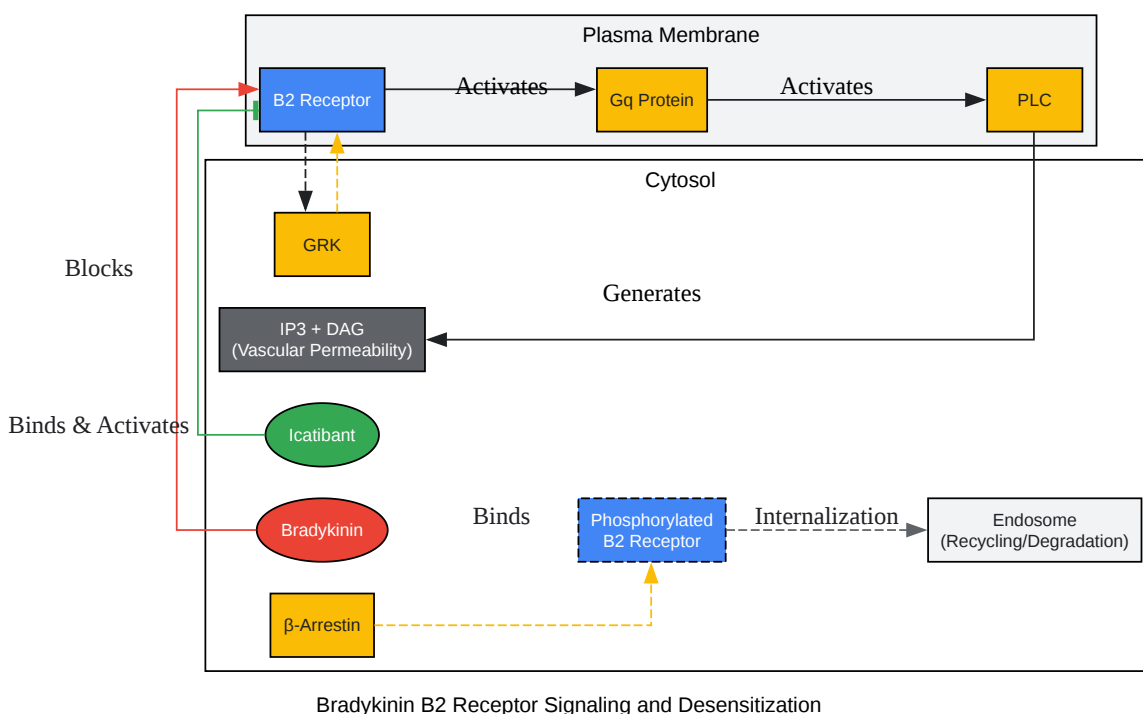 Plasma Membrane
B2 Receptor
Activates
Gq Protein
Activates
PLC
Cytosol
GRK
Blocks
Generates
IP3 + DAG
(Vascular Permeability)
Binds & Activates
Icatibant
Bradykinin
Binds
Phosphorylated
B2 Receptor
Internalization
Endosome
(Recycling/Degradation)
β-Arrestin
Bradykinin B2 Receptor Signaling and Desensitization